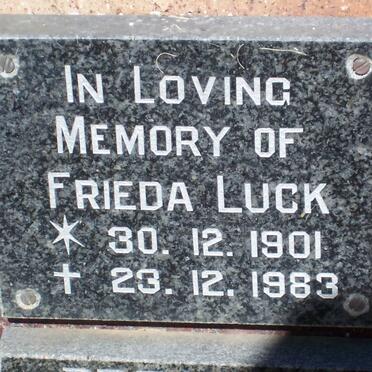 IN LOVING
MEMORY OF
FRIEDA LUCK
* 30. 12. 1901
† 23. 12. 1983